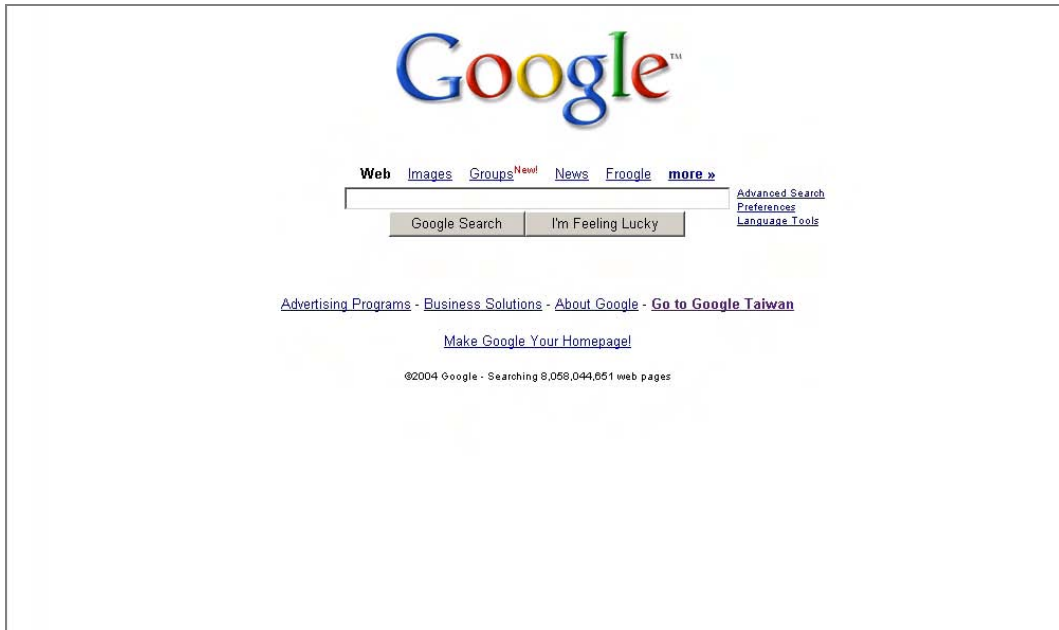 Google™
Web Images Groups New! News Froogle more »
Advanced Search
Preferences
Language Tools
Google Search I'm Feeling Lucky
Advertising Programs - Business Solutions - About Google - Go to Google Taiwan
Make Google Your Homepage!
©2004 Google - Searching 8,058,044,651 web pages